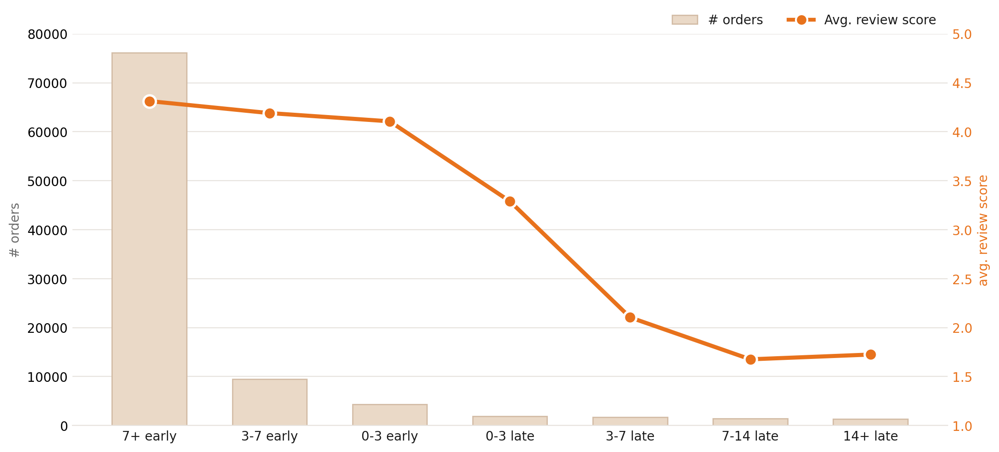 # orders
Avg. review score
80000
70000
60000
50000
40000
30000
20000
10000
0
# orders
5.0
4.5
4.0
3.5
3.0
2.5
2.0
1.5
1.0
avg. review score
7+ early
3-7 early
0-3 early
0-3 late
3-7 late
7-14 late
14+ late